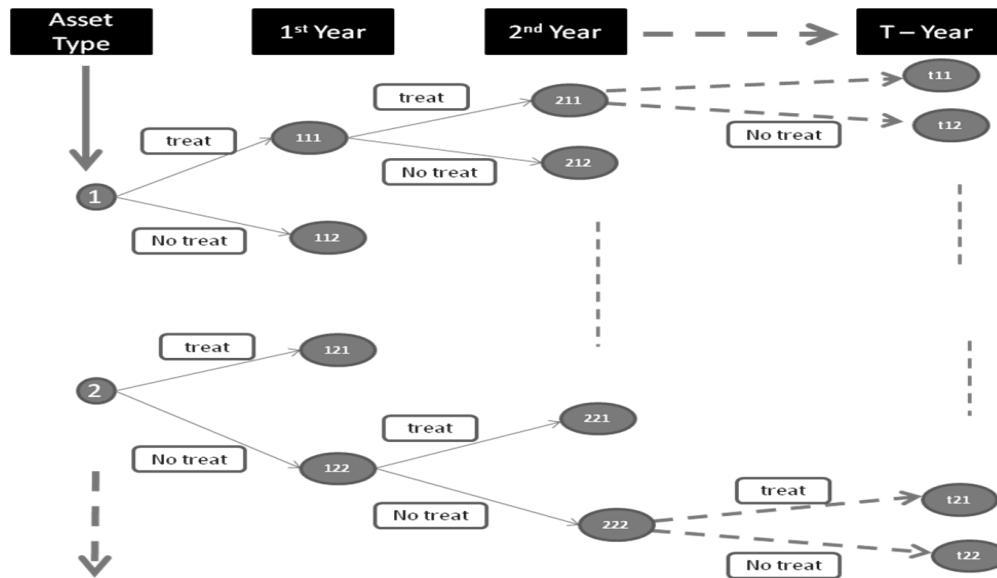 Asset
Type
1st Year
2nd Year
T – Year
treat
111
treat
211
t11
No treat
t12
No treat
212
1
No treat
112
treat
121
2
No treat
122
treat
221
No treat
222
treat
t21
No treat
t22